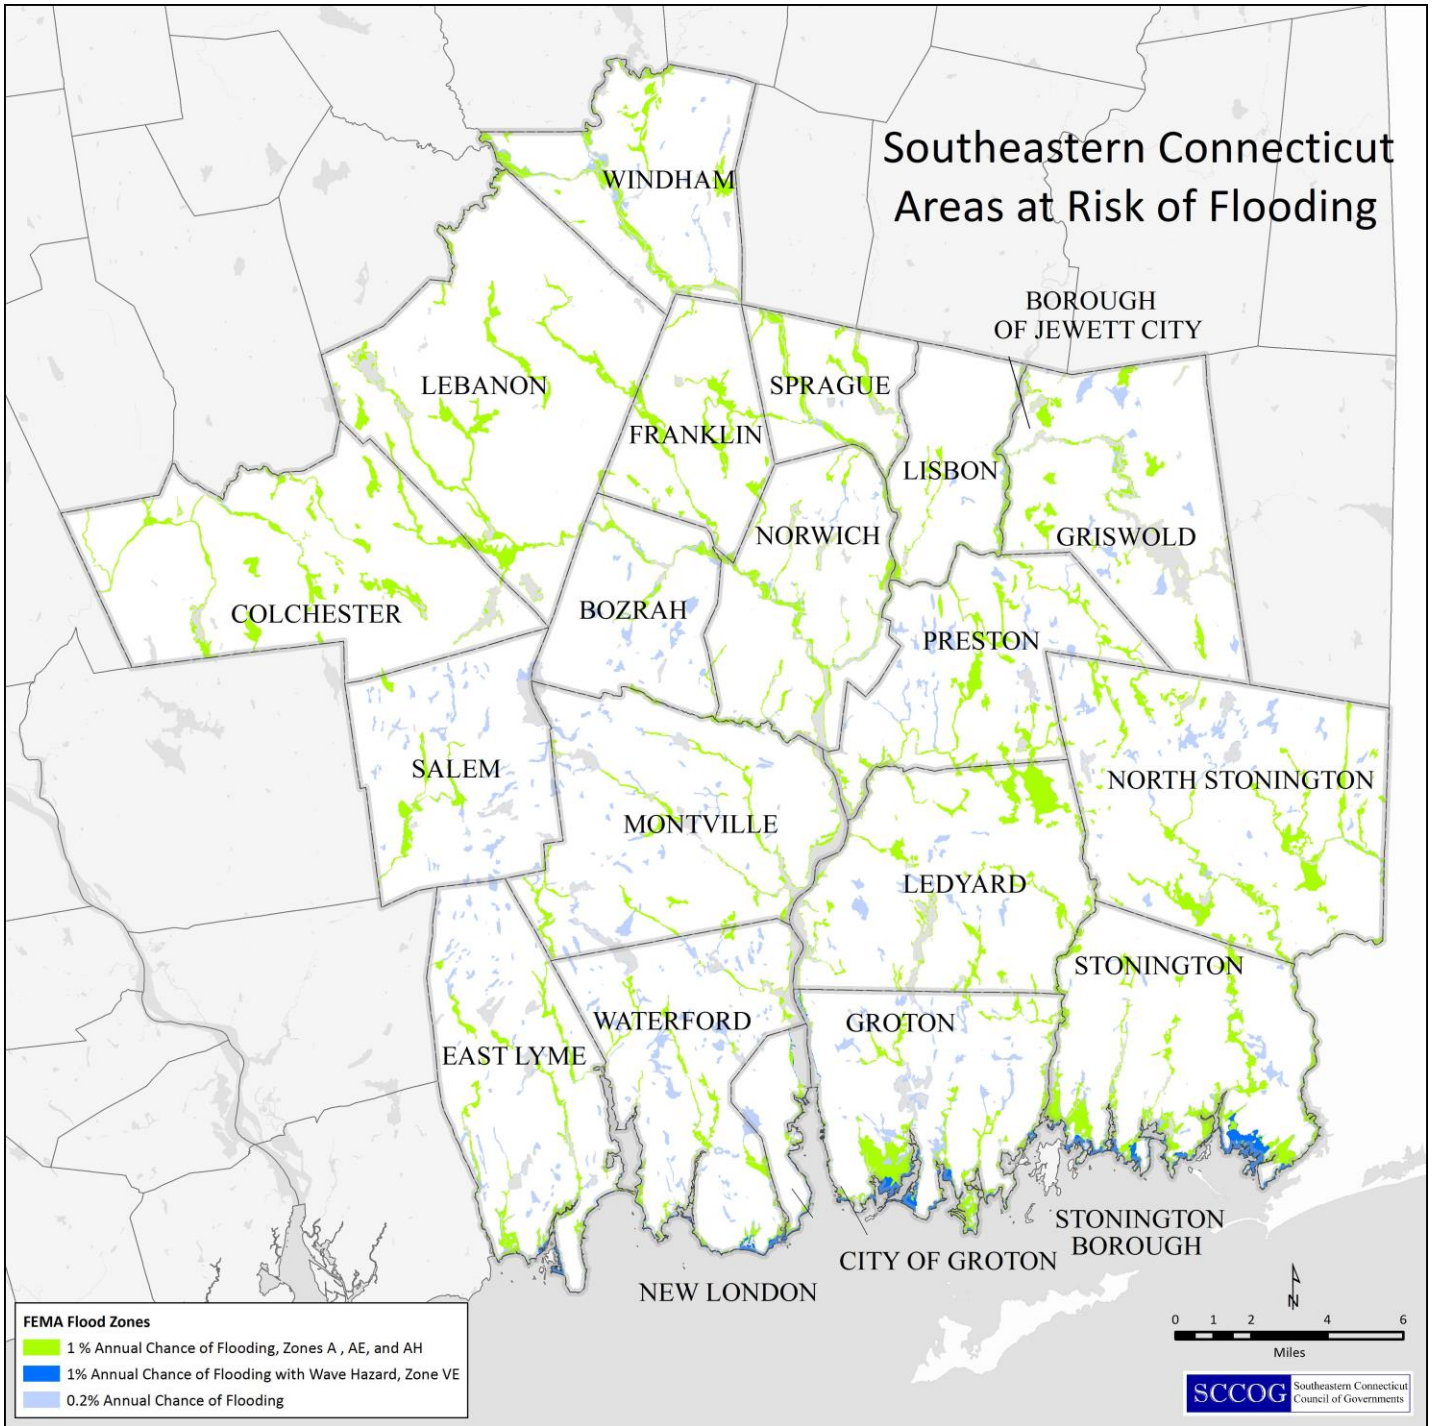 Southeastern Connecticut
Areas at Risk of Flooding
WINDHAM
BOROUGH
OF JEWETT CITY
LEBANON
SPRAGUE
FRANKLIN
LISBON
NORWICH
GRISWOLD
COLCHESTER
BOZRAH
PRESTON
SALEM
NORTH STONINGTON
MONTVILLE
LEDYARD
STONINGTON
WATERFORD
GROTON
EAST LYME
STONINGTON
BOROUGH
CITY OF GROTON
NEW LONDON
N
0 1 2 4 6
Miles
FEMA Flood Zones
1 % Annual Chance of Flooding, Zones A , AE, and AH
1% Annual Chance of Flooding with Wave Hazard, Zone VE
0.2% Annual Chance of Flooding
SCCOG
Southeastern Connecticut
Council of Governments